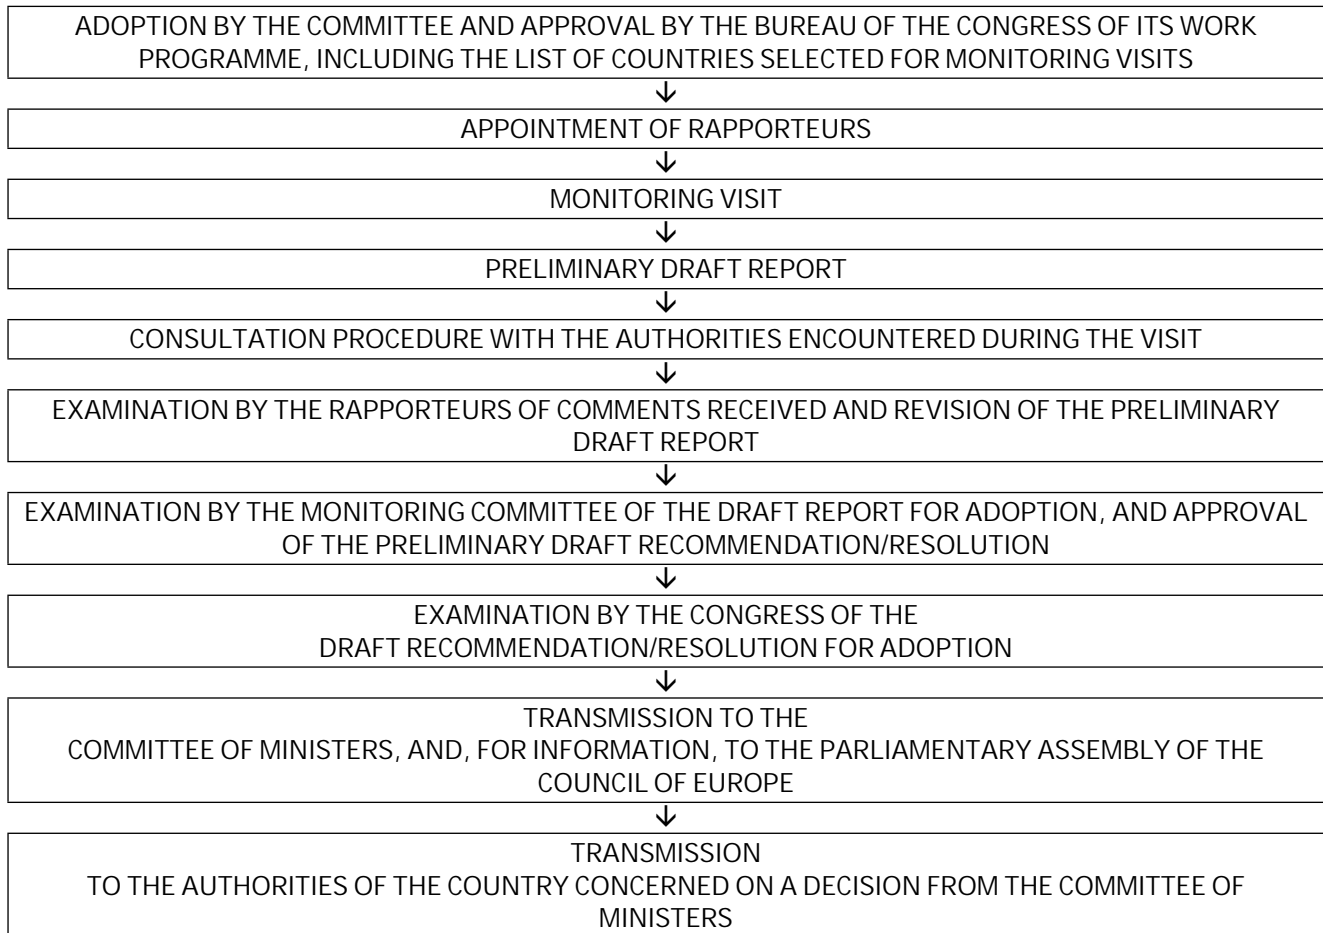 ADOPTION BY THE COMMITTEE AND APPROVAL BY THE BUREAU OF THE CONGRESS OF ITS WORK
PROGRAMME, INCLUDING THE LIST OF COUNTRIES SELECTED FOR MONITORING VISITS
APPOINTMENT OF RAPPORTEURS
MONITORING VISIT
PRELIMINARY DRAFT REPORT
CONSULTATION PROCEDURE WITH THE AUTHORITIES ENCOUNTERED DURING THE VISIT
EXAMINATION BY THE RAPPORTEURS OF COMMENTS RECEIVED AND REVISION OF THE PRELIMINARY
DRAFT REPORT
EXAMINATION BY THE MONITORING COMMITTEE OF THE DRAFT REPORT FOR ADOPTION, AND APPROVAL
OF THE PRELIMINARY DRAFT RECOMMENDATION/RESOLUTION
EXAMINATION BY THE CONGRESS OF THE
DRAFT RECOMMENDATION/RESOLUTION FOR ADOPTION
TRANSMISSION TO THE
COMMITTEE OF MINISTERS, AND, FOR INFORMATION, TO THE PARLIAMENTARY ASSEMBLY OF THE
COUNCIL OF EUROPE
TRANSMISSION
TO THE AUTHORITIES OF THE COUNTRY CONCERNED ON A DECISION FROM THE COMMITTEE OF
MINISTERS